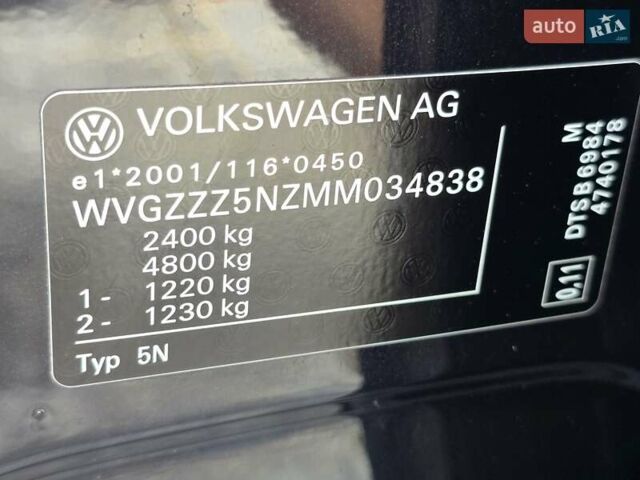 auto RIA.com
VOLKSWAGEN AG
e1*2001/116*0450
WVGZZZ5NZMM034838
2400 kg
4800 kg
1- 1220 kg
2- 1230 kg
Typ 5N
M
DTSB6984
4740178
0,11